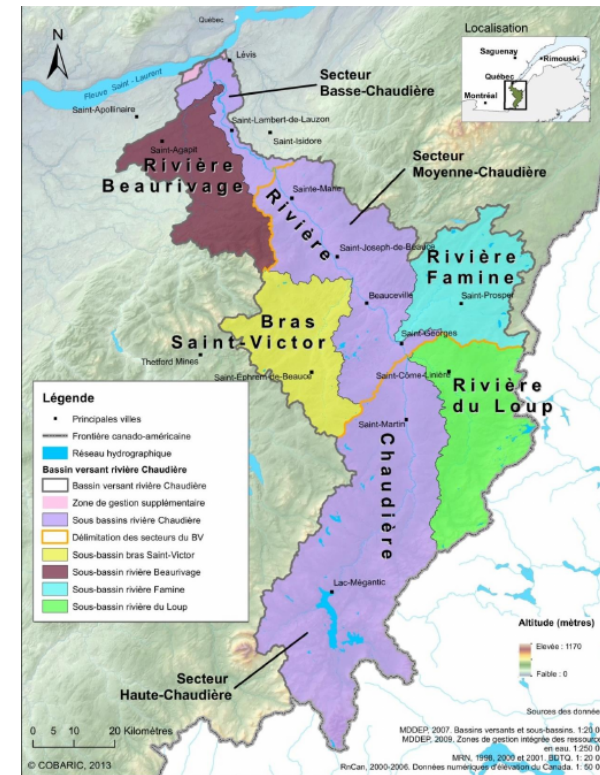 Québec
Localisation
N
Lévis
Saguenay
Rimouski
Québec
Montréal
Fleuve Saint-Laurent
Secteur
Basse-Chaudière
Saint-Apollinaire
Saint-Lambert-de-Lauzon
Saint-Isidore
Saint-Agapit
Secteur
Moyenne-Chaudière
Rivière
Beaurivage
Sainte-Marie
Rivière
Saint-Joseph-de-Beauce
Rivière
Famine
Beauceville
Saint-Prosper
Bras
Saint-Victor
Saint-Georges
Thetford Mines
Saint-Éphrem-de-Beauce
Saint-Côme-Linière
Rivière
du Loup
Saint-Martin
Chaudière
Légende
Principales villes
Frontière canado-américaine
Réseau hydrographique
Bassin versant rivière Chaudière
Bassin versant rivière Chaudière
Zone de gestion supplémentaire
Sous bassins rivière Chaudière
Délimitation des secteurs du BV
Sous-bassin bras Saint-Victor
Sous-bassin rivière Beaurivage
Sous-bassin rivière Famine
Sous-bassin rivière du Loup
Lac-Mégantic
Altitude (mètres)
Elevée : 1170
Faible : 0
Secteur
Haute-Chaudière
0 5 10 20 Kilomètres
© COBARIC, 2013
Sources des donnée
MDDEP, 2007. Bassins versants et sous-bassins. 1:20 0
MDDEP, 2009. Zones de gestion intégrée des ressourc
en eau. 1:250 0
MRN, 1998, 2000 et 2001. BDTQ. 1: 20 0
RnCan, 2000-2006. Données numériques d'élévation du Canada. 1: 50 0